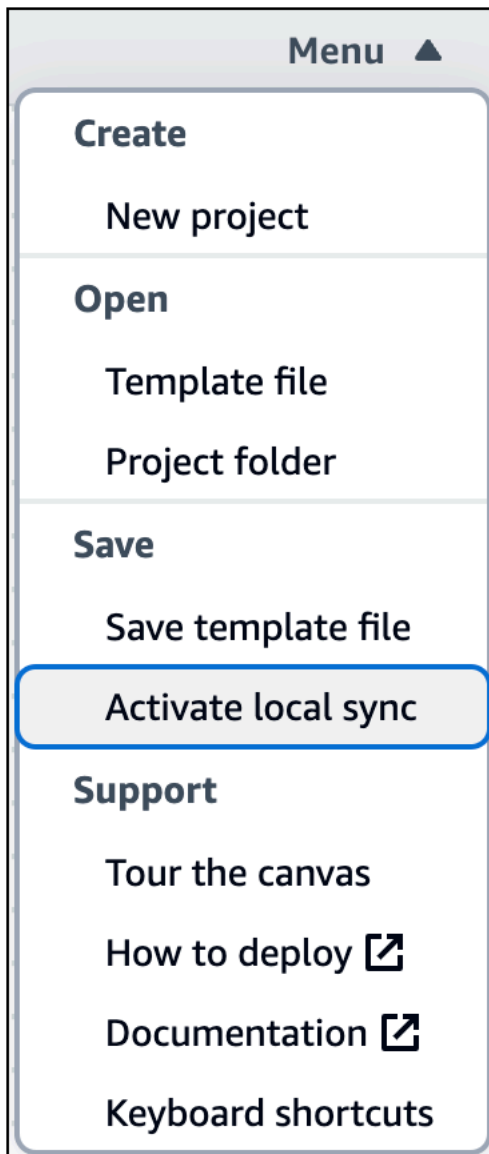 Menu
Create
New project
Open
Template file
Project folder
Save
Save template file
Activate local sync
Support
Tour the canvas
How to deploy
Documentation
Keyboard shortcuts